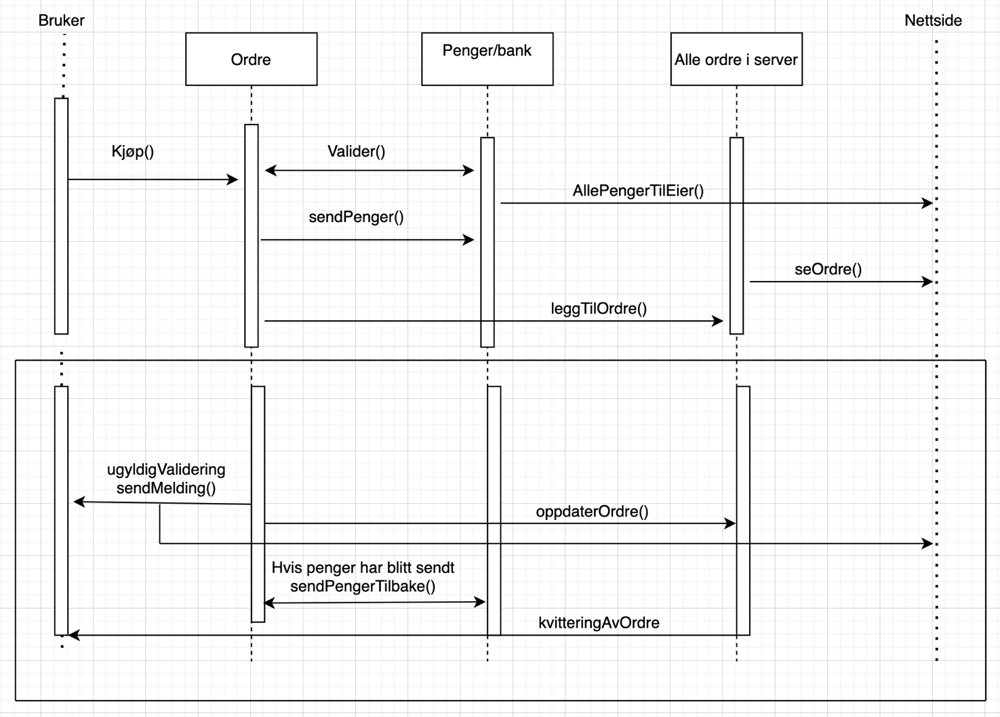 Bruker
Nettside
Ordre
Penger/bank
Alle ordre i server
Kjøp()
Valider()
AllePengerTilEier()
sendPenger()
seOrdre()
leggTilOrdre()
ugyldigValidering
sendMelding()
oppdaterOrdre()
Hvis penger har blitt sendt
sendPengerTilbake()
kvitteringAvOrdre